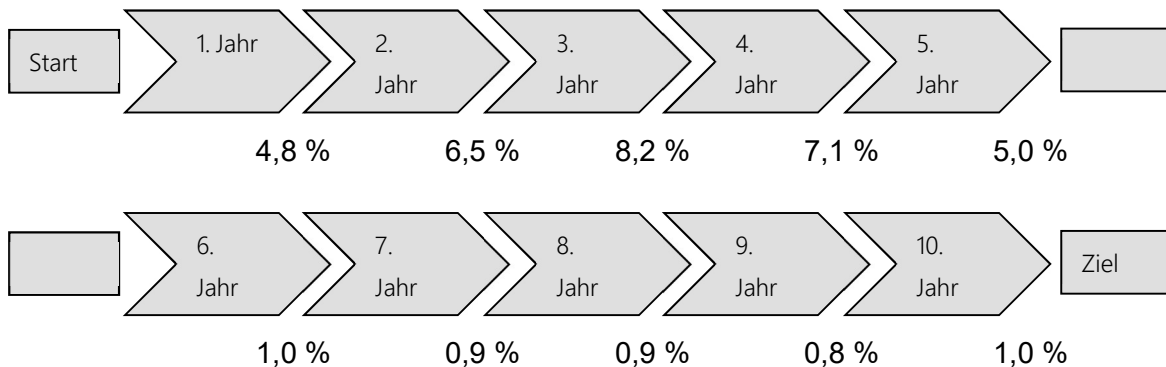 Start
1. Jahr
2.
Jahr
3.
Jahr
4.
Jahr
5.
Jahr
4,8 %
6,5 %
8,2 %
7,1 %
5,0 %
6.
Jahr
7.
Jahr
8.
Jahr
9.
Jahr
10.
Jahr
Ziel
1,0 %
0,9 %
0,9 %
0,8 %
1,0 %